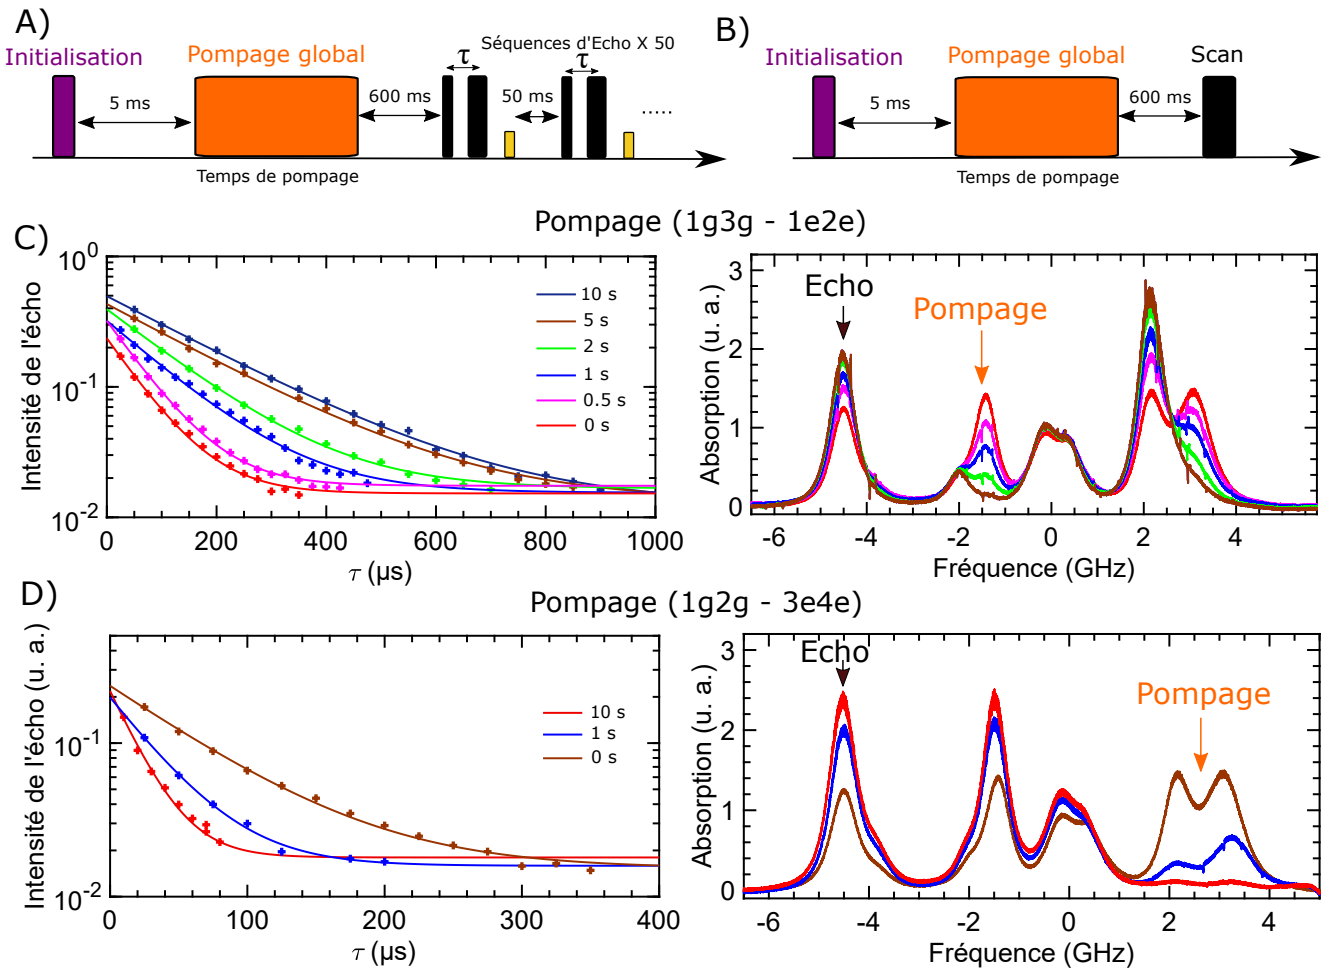 A)
Initialisation
Pompage global
Séquences d'Echo X 50
τ
τ
5 ms
600 ms
50 ms
.....
Temps de pompage
B)
Initialisation
Pompage global
Scan
5 ms
600 ms
Temps de pompage
Pompage (1g3g - 1e2e)
C)
Intensité de l'écho
10^0
10^-1
10^-2
10 s
5 s
2 s
1 s
0.5 s
0 s
0 200 400 600 800 1000
τ (µs)
Absorption (u. a.)
3
2
1
0
Echo
Pompage
-6 -4 -2 0 2 4
Fréquence (GHz)
D)
Pompage (1g2g - 3e4e)
Intensité de l'écho (u. a.)
10^-1
10^-2
10 s
1 s
0 s
0 100 200 300 400
τ (µs)
Absorption (u. a.)
3
2
1
0
Echo
Pompage
-6 -4 -2 0 2 4
Fréquence (GHz)